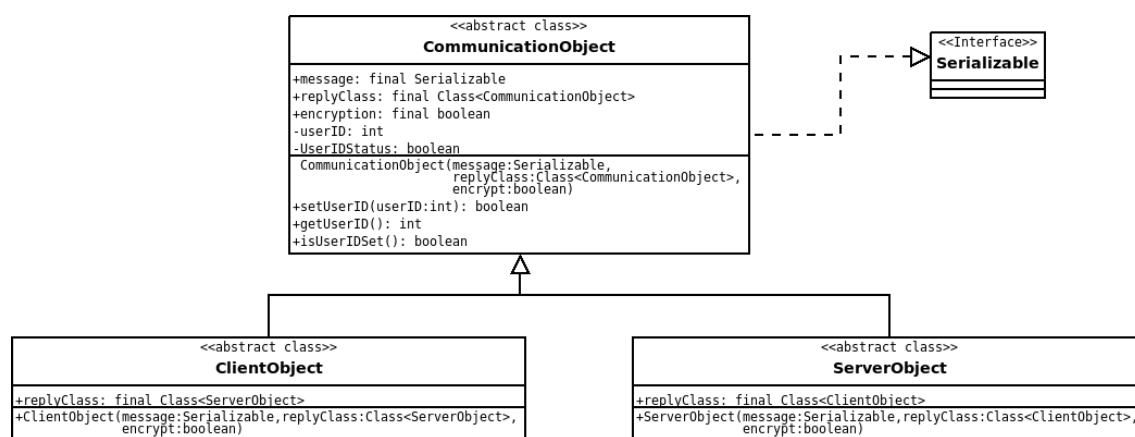 <<abstract class>>
CommunicationObject
+message: final Serializable
+replyClass: final Class<CommunicationObject>
+encryption: final boolean
-userID: int
-UserIDStatus: boolean
CommunicationObject(message:Serializable,
replyClass:Class<CommunicationObject>,
encrypt:boolean)
+setUserID(userID:int): boolean
+getUserID(): int
+isUserIDSet(): boolean
<<Interface>>
Serializable
<<abstract class>>
ClientObject
+replyClass: final Class<ServerObject>
+ClientObject(message:Serializable,replyClass:Class<ServerObject>,
encrypt:boolean)
<<abstract class>>
ServerObject
+replyClass: final Class<ClientObject>
+ServerObject(message:Serializable,replyClass:Class<ClientObject>,
encrypt:boolean)